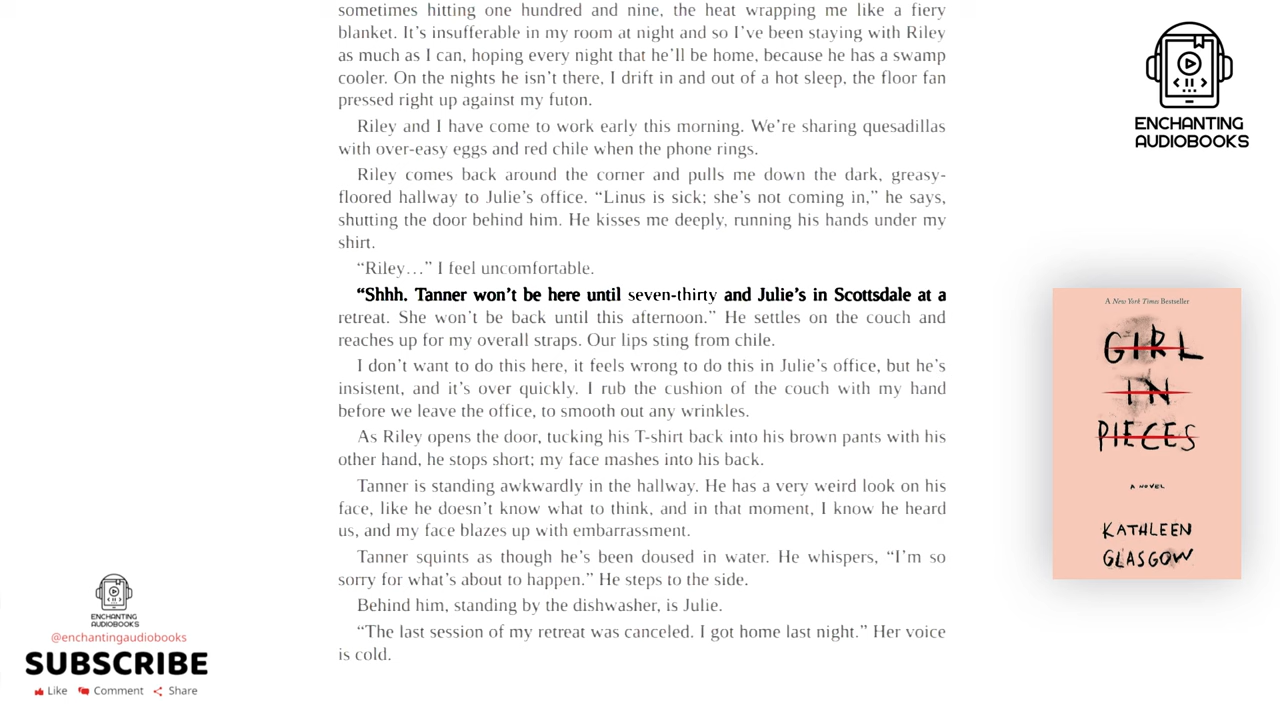 sometimes hitting one hundred and nine, the heat wrapping me like a fiery
blanket. It’s insufferable in my room at night and so I’ve been staying with Riley
as much as I can, hoping every night that he’ll be home, because he has a swamp
cooler. On the nights he isn’t there, I drift in and out of a hot sleep, the floor fan
pressed right up against my futon.
Riley and I have come to work early this morning. We’re sharing quesadillas
with over-easy eggs and red chile when the phone rings.
Riley comes back around the corner and pulls me down the dark, greasy-
floored hallway to Julie’s office. “Linus is sick; she’s not coming in,” he says,
shutting the door behind him. He kisses me deeply, running his hands under my
shirt.
“Riley…” I feel uncomfortable.
“Shhh. Tanner won’t be here until seven-thirty and Julie’s in Scottsdale at a
retreat. She won’t be back until this afternoon.” He settles on the couch and
reaches up for my overall straps. Our lips sting from chile.
I don’t want to do this here, it feels wrong to do this in Julie’s office, but he’s
insistent, and it’s over quickly. I rub the cushion of the couch with my hand
before we leave the office, to smooth out any wrinkles.
As Riley opens the door, tucking his T-shirt back into his brown pants with his
other hand, he stops short; my face mashes into his back.
Tanner is standing awkwardly in the hallway. He has a very weird look on his
face, like he doesn’t know what to think, and in that moment, I know he heard
us, and my face blazes up with embarrassment.
Tanner squints as though he’s been doused in water. He whispers, “I’m so
sorry for what’s about to happen.” He steps to the side.
Behind him, standing by the dishwasher, is Julie.
“The last session of my retreat was canceled. I got home last night.” Her voice
is cold.
ENCHANTING
AUDIOBOOKS
A New York Times Bestseller
GIRL
IN
PIECES
A NOVEL
KATHLEEN
GLASGOW
ENCHANTING
AUDIOBOOKS
@enchantingaudiobooks
SUBSCRIBE
Like Comment Share